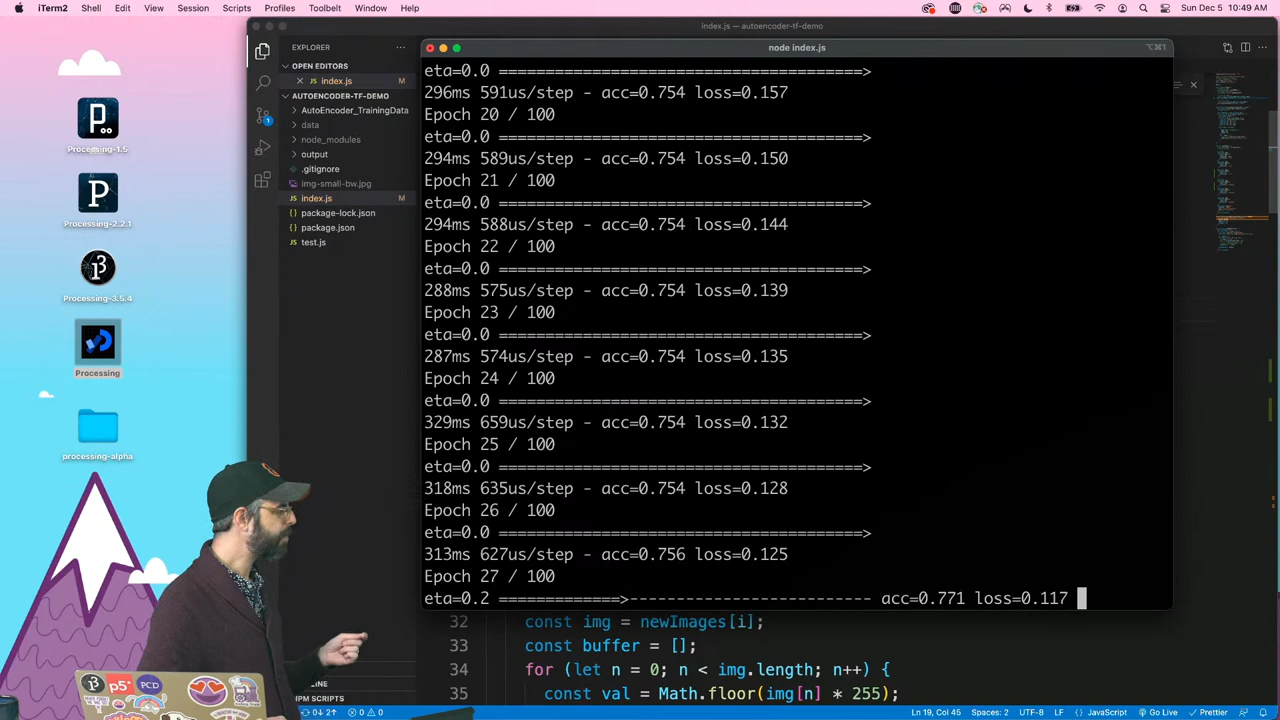 iTerm2 Shell Edit View Session Scripts Profiles Toolbelt Window Help
Sun Dec 5 10:49 AM
index.js — autoencoder-tf-demo
node index.js
⌥⌘1
EXPLORER
OPEN EDITORS
index.js M
AUTOENCODER-TF-DEMO
AutoEncoder_TrainingData
data
node_modules
output
.gitignore
img-small-bw.jpg
index.js M
package-lock.json
package.json
test.js
Processing-1.5
Processing-2.2.1
Processing-3.5.4
Processing
processing-alpha
eta=0.0 =======================================>
296ms 591us/step - acc=0.754 loss=0.157
Epoch 20 / 100
eta=0.0 =======================================>
294ms 589us/step - acc=0.754 loss=0.150
Epoch 21 / 100
eta=0.0 =======================================>
294ms 588us/step - acc=0.754 loss=0.144
Epoch 22 / 100
eta=0.0 =======================================>
288ms 575us/step - acc=0.754 loss=0.139
Epoch 23 / 100
eta=0.0 =======================================>
287ms 574us/step - acc=0.754 loss=0.135
Epoch 24 / 100
eta=0.0 =======================================>
329ms 659us/step - acc=0.754 loss=0.132
Epoch 25 / 100
eta=0.0 =======================================>
318ms 635us/step - acc=0.754 loss=0.128
Epoch 26 / 100
eta=0.0 =======================================>
313ms 627us/step - acc=0.756 loss=0.125
Epoch 27 / 100
eta=0.2 =============>-------------------------- acc=0.771 loss=0.117
32 const img = newImages[i];
33 const buffer = [];
34 for (let n = 0; n < img.length; n++) {
35 const val = Math.floor(img[n] * 255);
p5*
PCD
0↓ 2↑ 0 0
Ln 19, Col 45 Spaces: 2 UTF-8 LF JavaScript Go Live Prettier